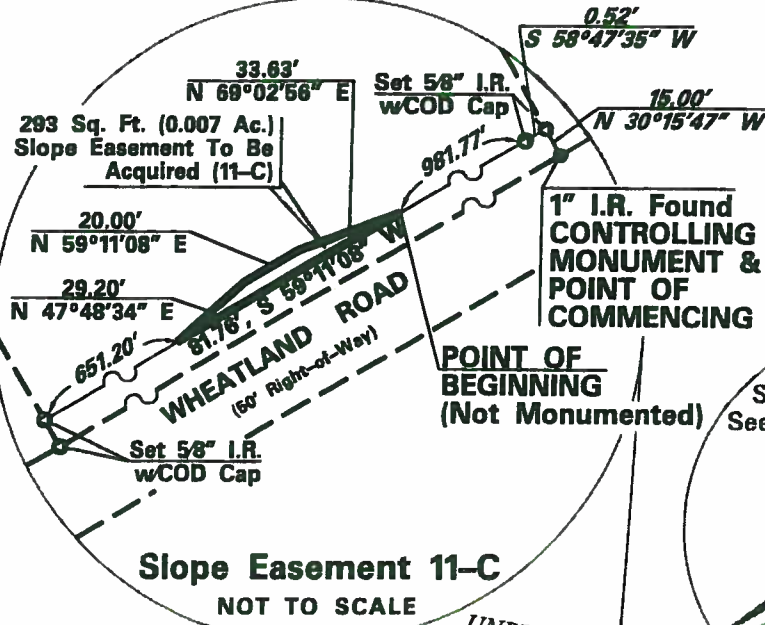 0.52'
S 58°47'35" W
33.63'
N 69°02'56" E
Set 5/8" I.R.
w/COD Cap
15.00'
N 30°15'47" W
293 Sq. Ft. (0.007 Ac.)
Slope Easement To Be
Acquired (11-C)
981.77'
20.00'
N 59°11'08" E
1" I.R. Found
CONTROLLING
MONUMENT &
POINT OF
COMMENCING
29.20'
N 47°48'34" E
81.76', S 59°11'08" W
651.20'
WHEATLAND ROAD
(50' Right-of-Way)
POINT OF
BEGINNING
(Not Monumented)
S
See
Set 5/8" I.R.
w/COD Cap
Slope Easement 11-C
NOT TO SCALE